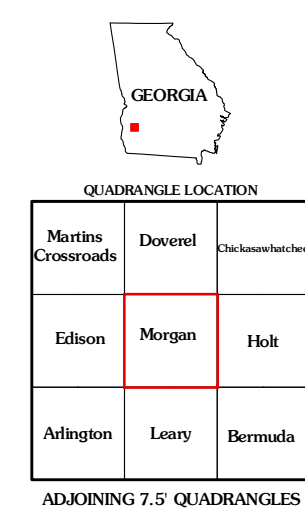 GEORGIA
QUADRANGLE LOCATION
Martins
Crossroads
Doverel
Chickasawhatchee
Edison
Morgan
Holt
Arlington
Leary
Bermuda
ADJOINING 7.5' QUADRANGLES